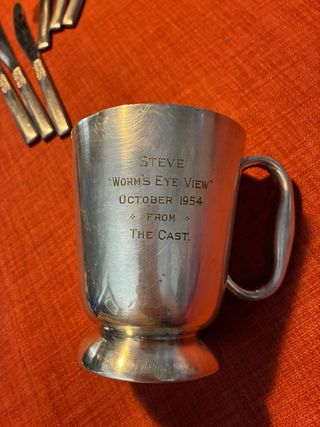 STEVE
"WORM'S EYE VIEW"
OCTOBER 1954
FROM
THE CAST.